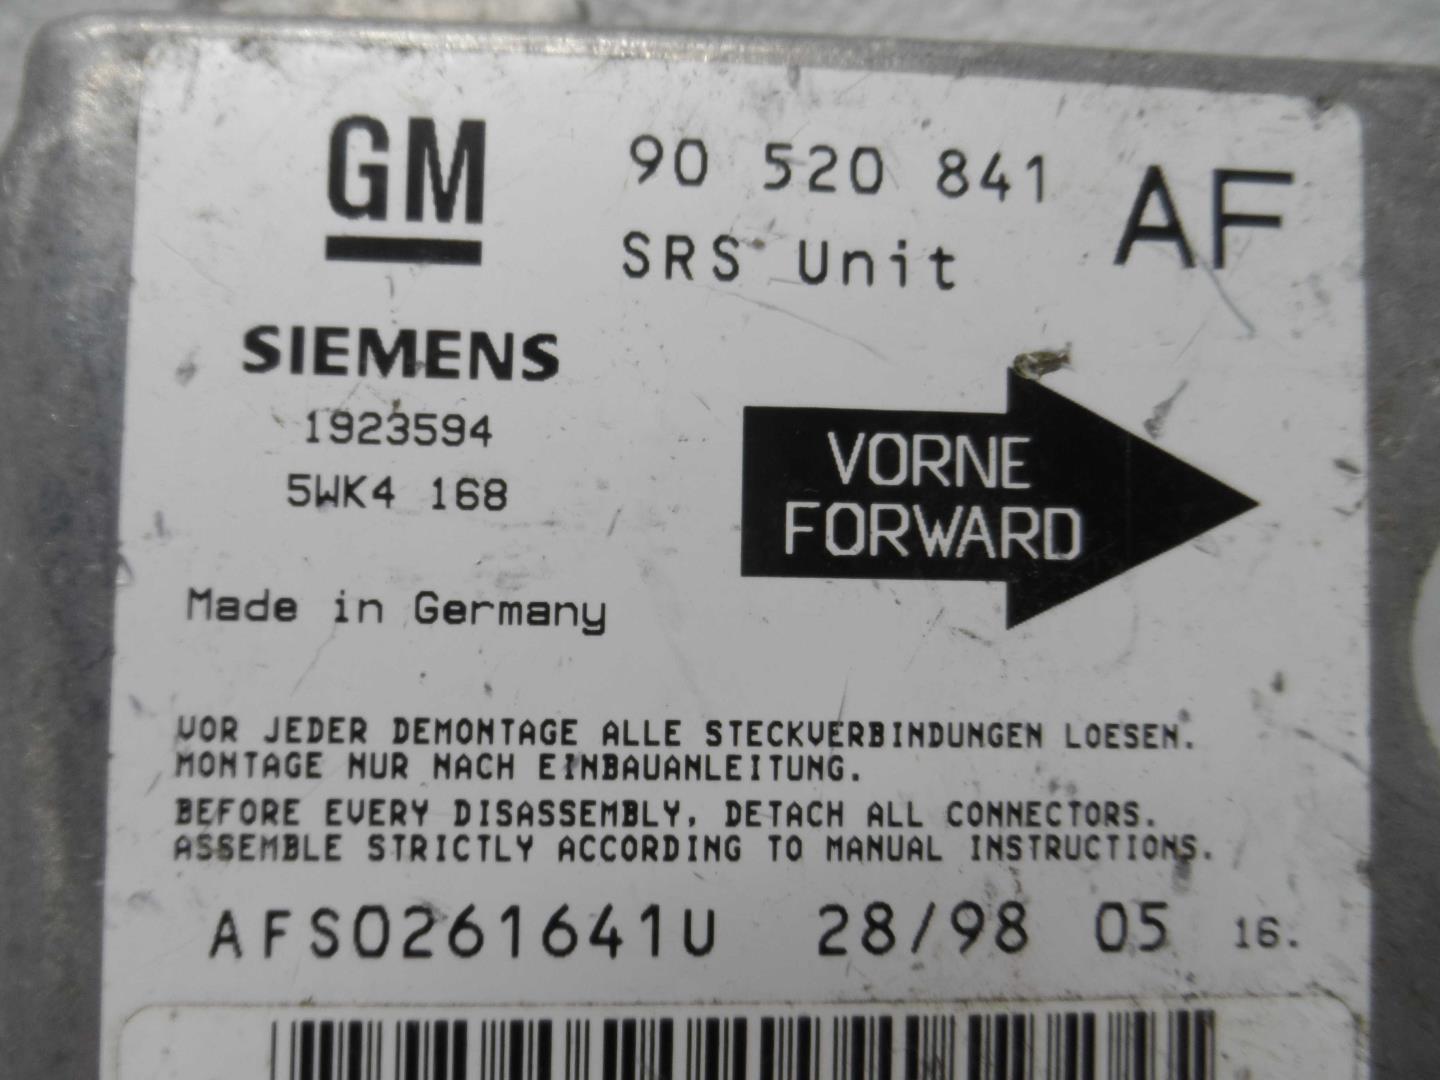 GM 90 520 841 AF
SRS Unit
SIEMENS
1923594
5WK4 168
VORNE
FORWARD
Made in Germany
VOR JEDER DEMONTAGE ALLE STECKVERBINDUNGEN LOESEN.
MONTAGE NUR NACH EINBAUANLEITUNG.
BEFORE EVERY DISASSEMBLY, DETACH ALL CONNECTORS.
ASSEMBLE STRICTLY ACCORDING TO MANUAL INSTRUCTIONS.
AFS0261641U 28/98 05 16.